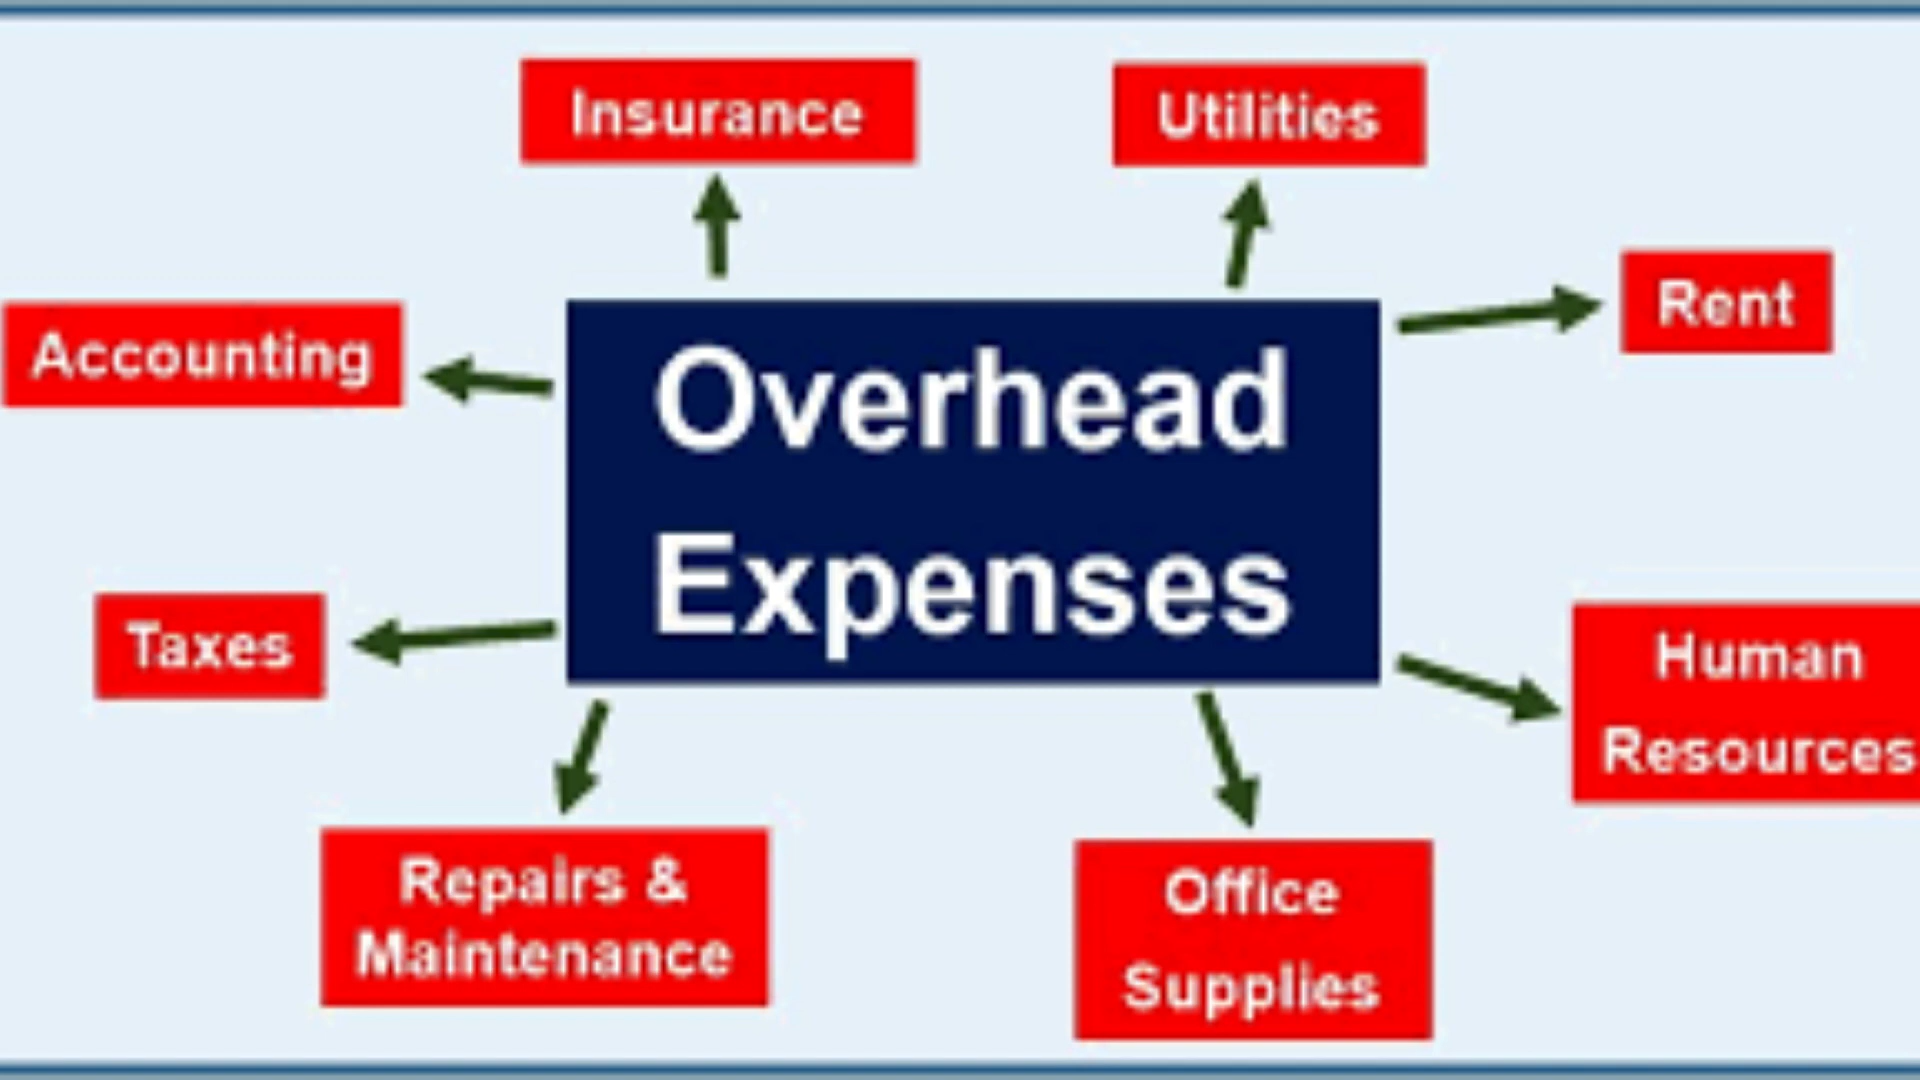 Insurance
Utilities
Rent
Accounting
Overhead
Expenses
Taxes
Human
Resources
Repairs &
Maintenance
Office
Supplies